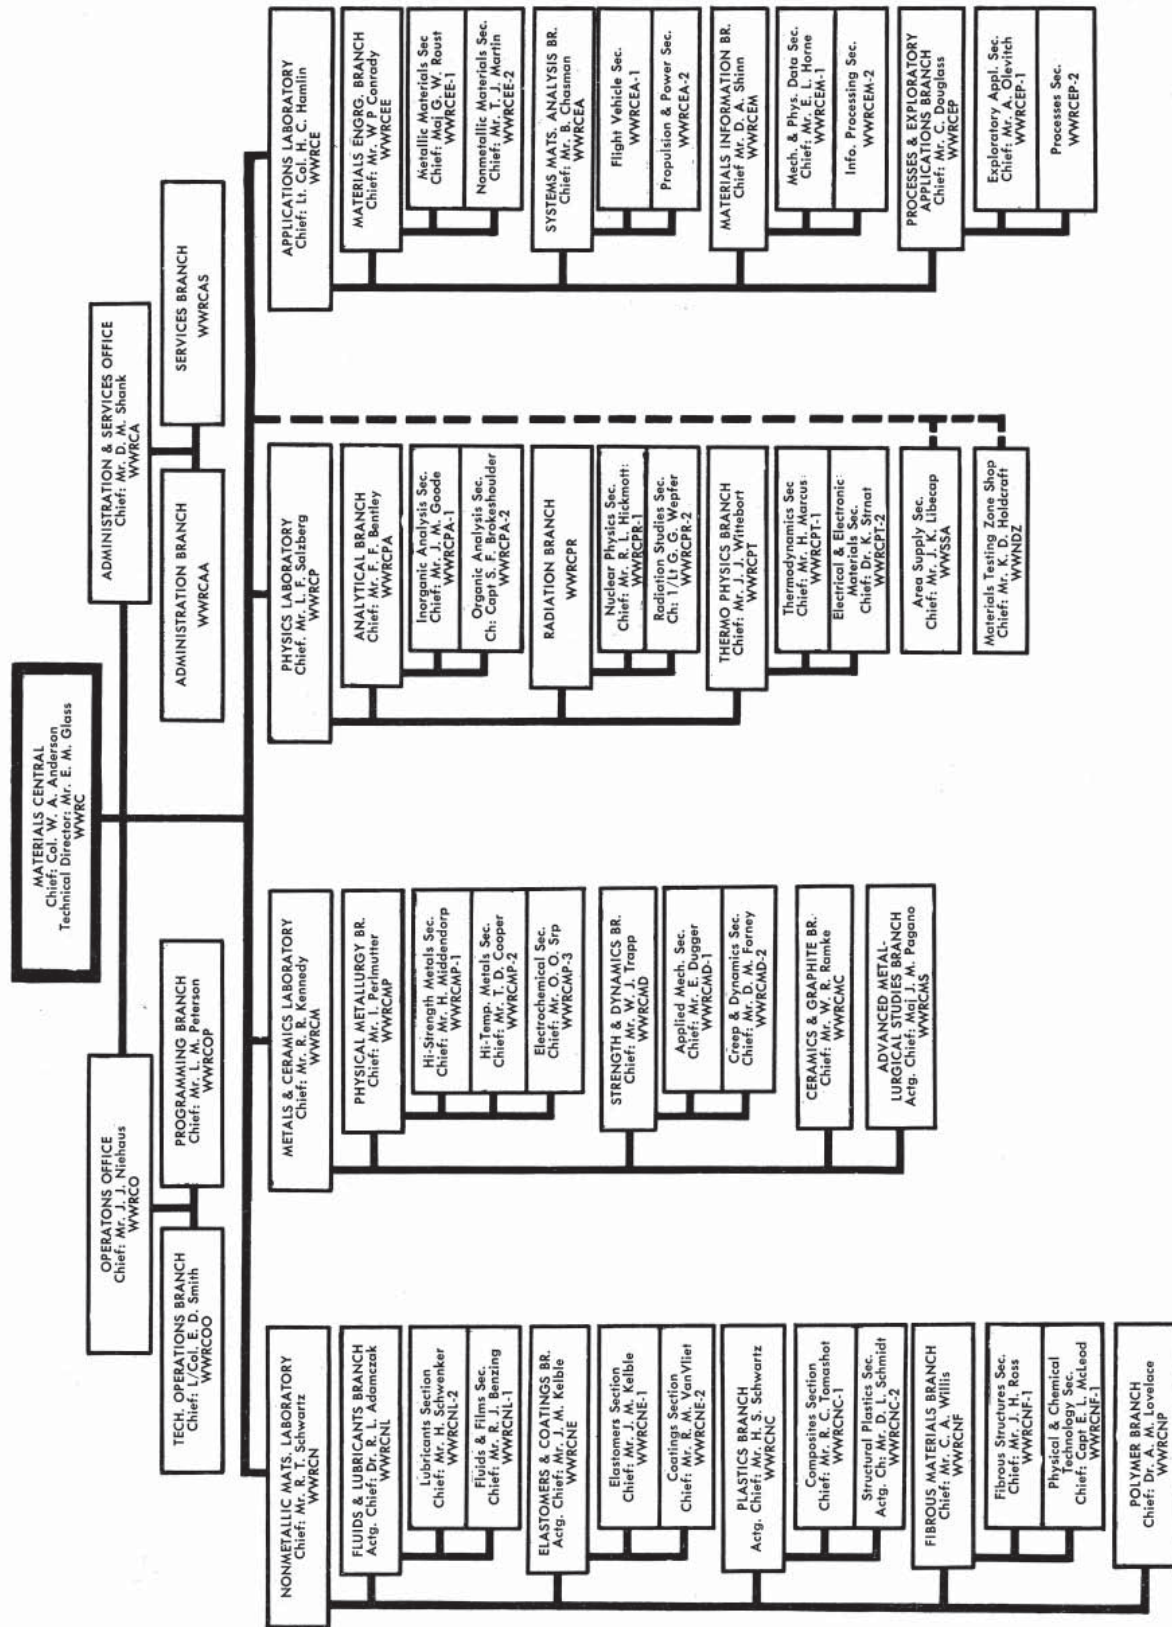 MATERIALS CENTRAL
Chief: Col. W. A. Anderson
Technical Director: Mr. E. M. Glass
WWRC
OPERATONS OFFICE
Chief: Mr. J. J. Niehaus
WWRCO
ADMINISTRATION & SERVICES OFFICE
Chief: Mr. D. M. Shank
WWRCA
TECH. OPERATIONS BRANCH
Chief: L/Col. E. D. Smith
WWRCOO
PROGRAMMING BRANCH
Chief: Mr. L. M. Peterson
WWRCOP
ADMINISTRATION BRANCH
WWRCAA
SERVICES BRANCH
WWRCAS
NONMETALLIC MATS. LABORATORY
Chief: Mr. R. T. Schwartz
WWRCN
FLUIDS & LUBRICANTS BRANCH
Actg. Chief: Dr. R. L. Adamczak
WWRCNL
Lubricants Section
Chief: Mr. H. Schwenker
WWRCNL-2
Fluids & Films Sec.
Chief: Mr. R. J. Benzing
WWRCNL-1
ELASTOMERS & COATINGS BR.
Actg. Chief: Mr. J. M. Kelble
WWRCNE
Elastomers Section
Chief: Mr. J. M. Kelble
WWRCNE-1
Coatings Section
Chief: Mr. R. M. VanVliet
WWRCNE-2
PLASTICS BRANCH
Actg. Chief: Mr. H. S. Schwartz
WWRCNC
Composites Section
Chief: Mr. R. C. Tomashot
WWRCNC-1
Structural Plastics Sec.
Actg. Ch: Mr. D. L. Schmidt
WWRCNC-2
FIBROUS MATERIALS BRANCH
Chief: Mr. C. A. Willis
WWRCNF
Fibrous Structures Sec.
Chief: Mr. J. H. Ross
WWRCNF-1
Physical & Chemical
Technology Sec.
Chief: Capt E. L. McLeod
WWRCNF-1
POLYMER BRANCH
Chief: Dr. A. M. Lovelace
WWRCNP
METALS & CERAMICS LABORATORY
Chief: Mr. R. R. Kennedy
WWRCM
PHYSICAL METALLURGY BR.
Chief: Mr. I. Perlmutter
WWRCMP
Hi-Strength Metals Sec.
Chief: Mr. H. Middendorp
WWRCMP-1
Hi-Temp. Metals Sec.
Chief: Mr. T. D. Cooper
WWRCMP-2
Electrochemical Sec.
Chief: Mr. O. O. Srp
WWRCMP-3
STRENGTH & DYNAMICS BR.
Chief: Mr. W. J. Trapp
WWRCMD
Applied Mech. Sec.
Chief: Mr. E. Dugger
WWRCMD-1
Creep & Dynamics Sec.
Chief: Mr. D. M. Forney
WWRCMD-2
CERAMICS & GRAPHITE BR.
Chief: Mr. W. R. Ramke
WWRCMC
ADVANCED METAL-
LURGICAL STUDIES BRANCH
Actg. Chief: Maj J. M. Pagano
WWRCMS
PHYSICS LABORATORY
Chief. Mr. L. F. Salzberg
WWRCP
ANALYTICAL BRANCH
Chief: Mr. F. F. Bentley
WWRCPA
Inorganic Analysis Sec.
Chief: Mr. J. M. Goode
WWRCPA-1
Organic Analysis Sec.
Ch: Capt S. F. Brokeshoulder
WWRCPA-2
RADIATION BRANCH
WWRCPR
Nuclear Physics Sec.
Chief: Mr. R. L. Hickmott:
WWRCPR-1
Radiation Studies Sec.
Ch: 1/Lt G. G. Wepfer
WWRCPR-2
THERMO PHYSICS BRANCH
Chief: Mr. J. J. Wittebort
WWRCPT
Thermodynamics Sec
Chief: Mr. H. Marcus
WWRCPT-1
Electrical & Electronic
Materials Sec.
Chief: Dr. K. Strnat
WWRCPT-2
Area Supply Sec.
Chief: Mr. J. K. Libecap
WWSSA
Materials Testing Zone Shop
Chief: Mr. K. D. Holdcraft
WWNDZ
APPLICATIONS LABORATORY
Chief: Lt. Col. H. C. Hamlin
WWRCE
MATERIALS ENGRG. BRANCH
Chief: Mr. W P Conrady
WWRCEE
Metallic Materials Sec
Chief: Maj G. W. Roust
WWRCEE-1
Nonmetallic Materials Sec.
Chief: Mr. T. J. Martin
WWRCEE-2
SYSTEMS MATS. ANALYSIS BR.
Chief: Mr. B. Chasman
WWRCEA
Flight Vehicle Sec.
WWRCEA-1
Propulsion & Power Sec.
WWRCEA-2
MATERIALS INFORMATION BR.
Chief Mr. D. A. Shinn
WWRCEM
Mech. & Phys. Data Sec.
Chief: Mr. E. L. Horne
WWRCEM-1
Info. Processing Sec.
WWRCEM-2
PROCESSES & EXPLORATORY
APPLICATIONS BRANCH
Chief: Mr. C. Douglass
WWRCEP
Exploratory Appl. Sec.
Chief: Mr. A. Olevitch
WWRCEP-1
Processes Sec.
WWRCEP-2